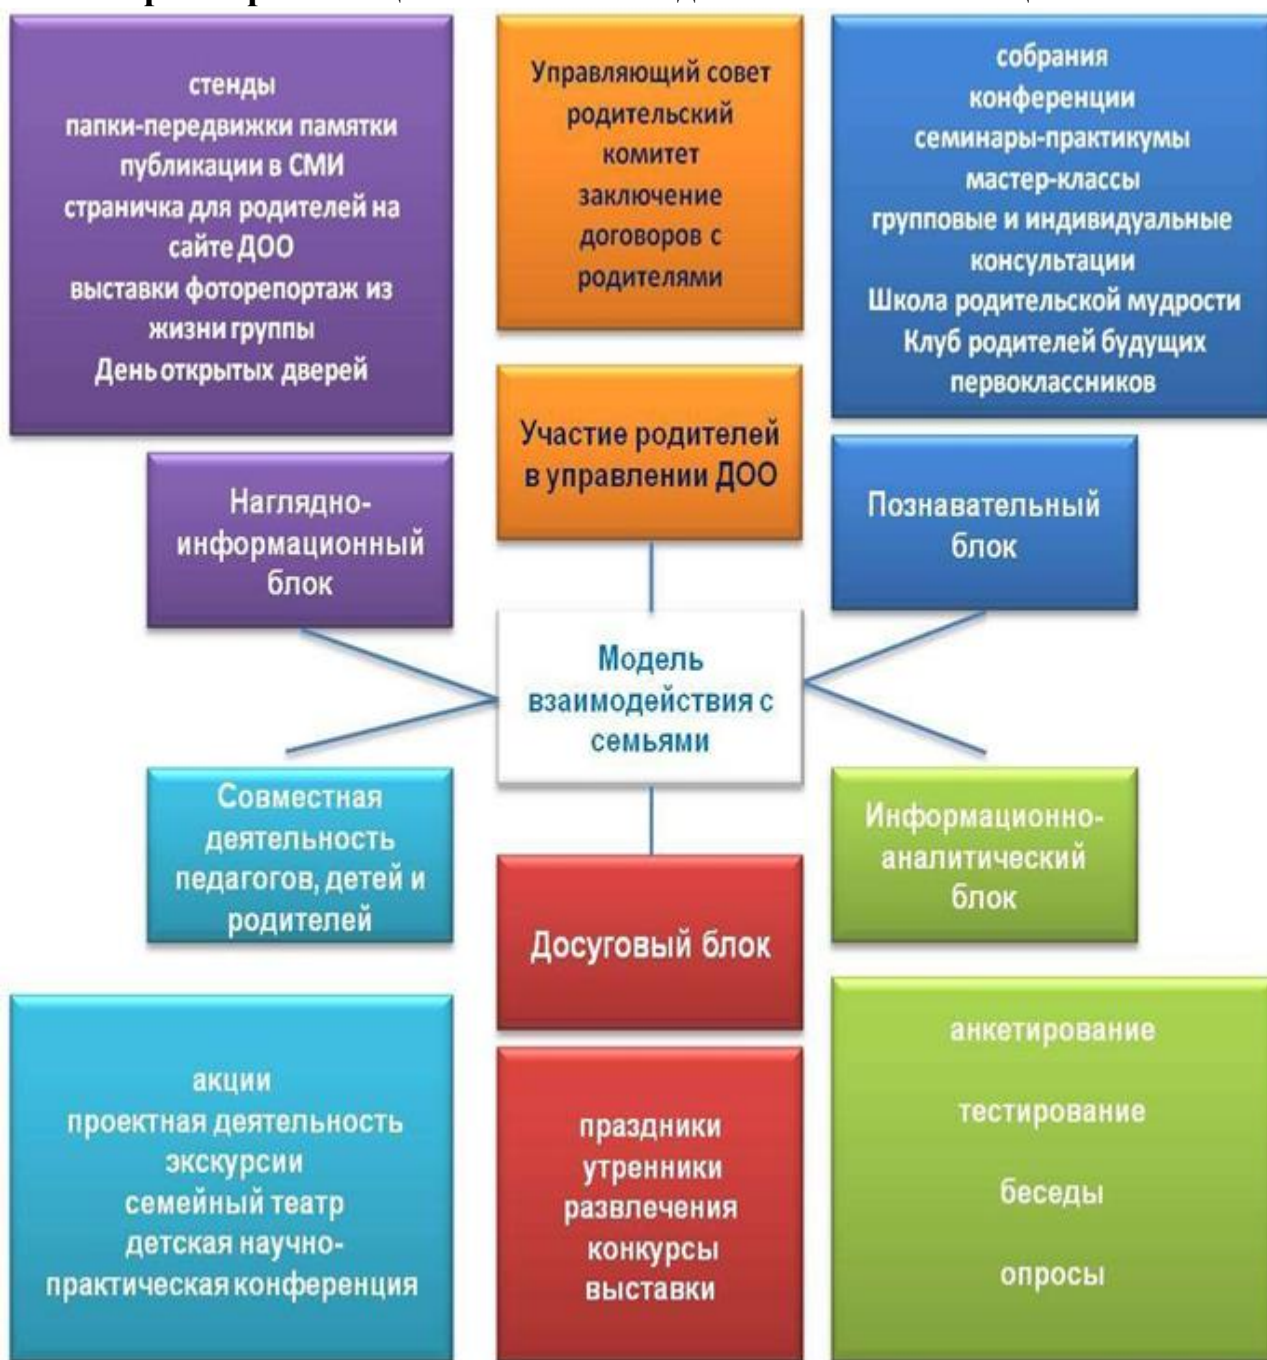 стенды
папки-передвижки памятки
публикации в СМИ
страничка для родителей на
сайте ДОО
выставки фоторепортаж из
жизни группы
День открытых дверей
Управляющий совет
родительский
комитет
заключение
договоров с
родителями
собрания
конференции
семинары-практикумы
мастер-классы
групповые и индивидуальные
консультации
Школа родительской мудрости
Клуб родителей будущих
первоклассников
Наглядно-
информационный
блок
Участие родителей
в управлении ДОО
Познавательный
блок
Модель
взаимодействия с
семьями
Совместная
деятельность
педагогов, детей и
родителей
Досуговый блок
Информационно-
аналитический
блок
акции
проектная деятельность
экскурсии
семейный театр
детская научно-
практическая конференция
праздники
утренники
развлечения
конкурсы
выставки
анкетирование
тестирование
беседы
опросы